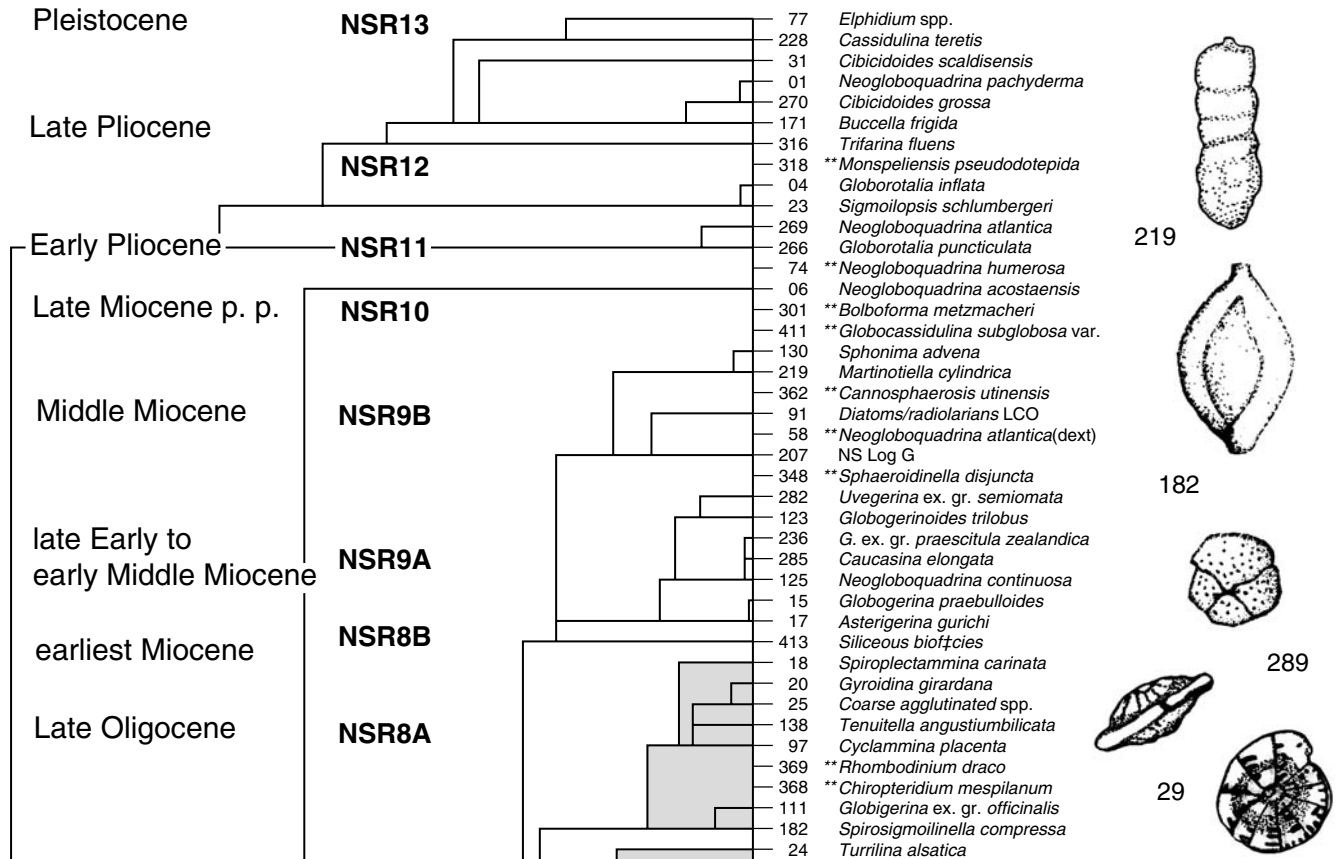 Pleistocene NSR13 77 Elphidium spp.
228 Cassidulina teretis
31 Cibicidoides scaldisensis
01 Neogloboquadrina pachyderma
270 Cibicidoides grossa
Late Pliocene 171 Buccella frigida
316 Trifarina fluens
NSR12 318 **Monspeliensis pseudodotepida
04 Globorotalia inflata
23 Sigmoilopsis schlumbergeri
269 Neogloboquadrina atlantica
219
Early Pliocene NSR11 266 Globorotalia puncticulata
74 **Neogloboquadrina humerosa
06 Neogloboquadrina acostaensis
Late Miocene p. p. NSR10 301 **Bolboforma metzmacheri
411 **Globocassidulina subglobosa var.
130 Sphonima advena
219 Martinotiella cylindrica
362 **Cannosphaerosis utinensis
Middle Miocene NSR9B 91 Diatoms/radiolarians LCO
58 **Neogloboquadrina atlantica(dext)
207 NS Log G
348 **Sphaeroidinella disjuncta
182
282 Uvegerina ex. gr. semiomata
123 Globogerinoides trilobus
late Early to
236 G. ex. gr. praescitula zealandica
NSR9A 285 Caucasina elongata
early Middle Miocene 125 Neogloboquadrina continuosa
15 Globogerina praebulloides
17 Asterigerina gurichi
NSR8B 413 Siliceous biof‡cies
earliest Miocene 18 Spiroplectammina carinata
289
20 Gyroidina girardana
25 Coarse agglutinated spp.
Late Oligocene NSR8A 138 Tenuitella angustiumbilicata
97 Cyclammina placenta
369 **Rhombodinium draco
368 **Chiropteridium mespilanum
29
111 Globigerina ex. gr. officinalis
182 Spirosigmoilinella compressa
24 Turrilina alsatica